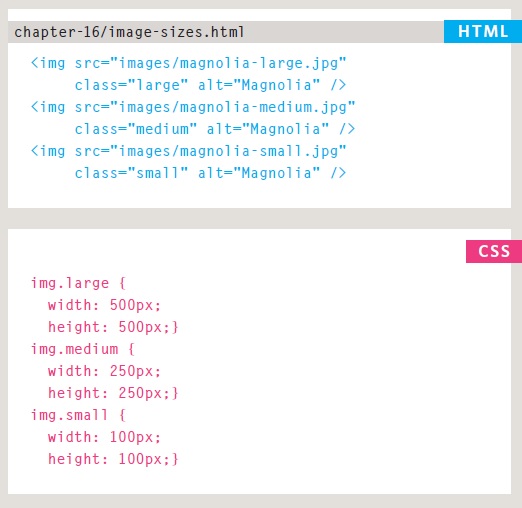 chapter-16/image-sizes.html HTML
<img src="images/magnolia-large.jpg"
class="large" alt="Magnolia" />
<img src="images/magnolia-medium.jpg"
class="medium" alt="Magnolia" />
<img src="images/magnolia-small.jpg"
class="small" alt="Magnolia" />
CSS
img.large {
width: 500px;
height: 500px;}
img.medium {
width: 250px;
height: 250px;}
img.small {
width: 100px;
height: 100px;}